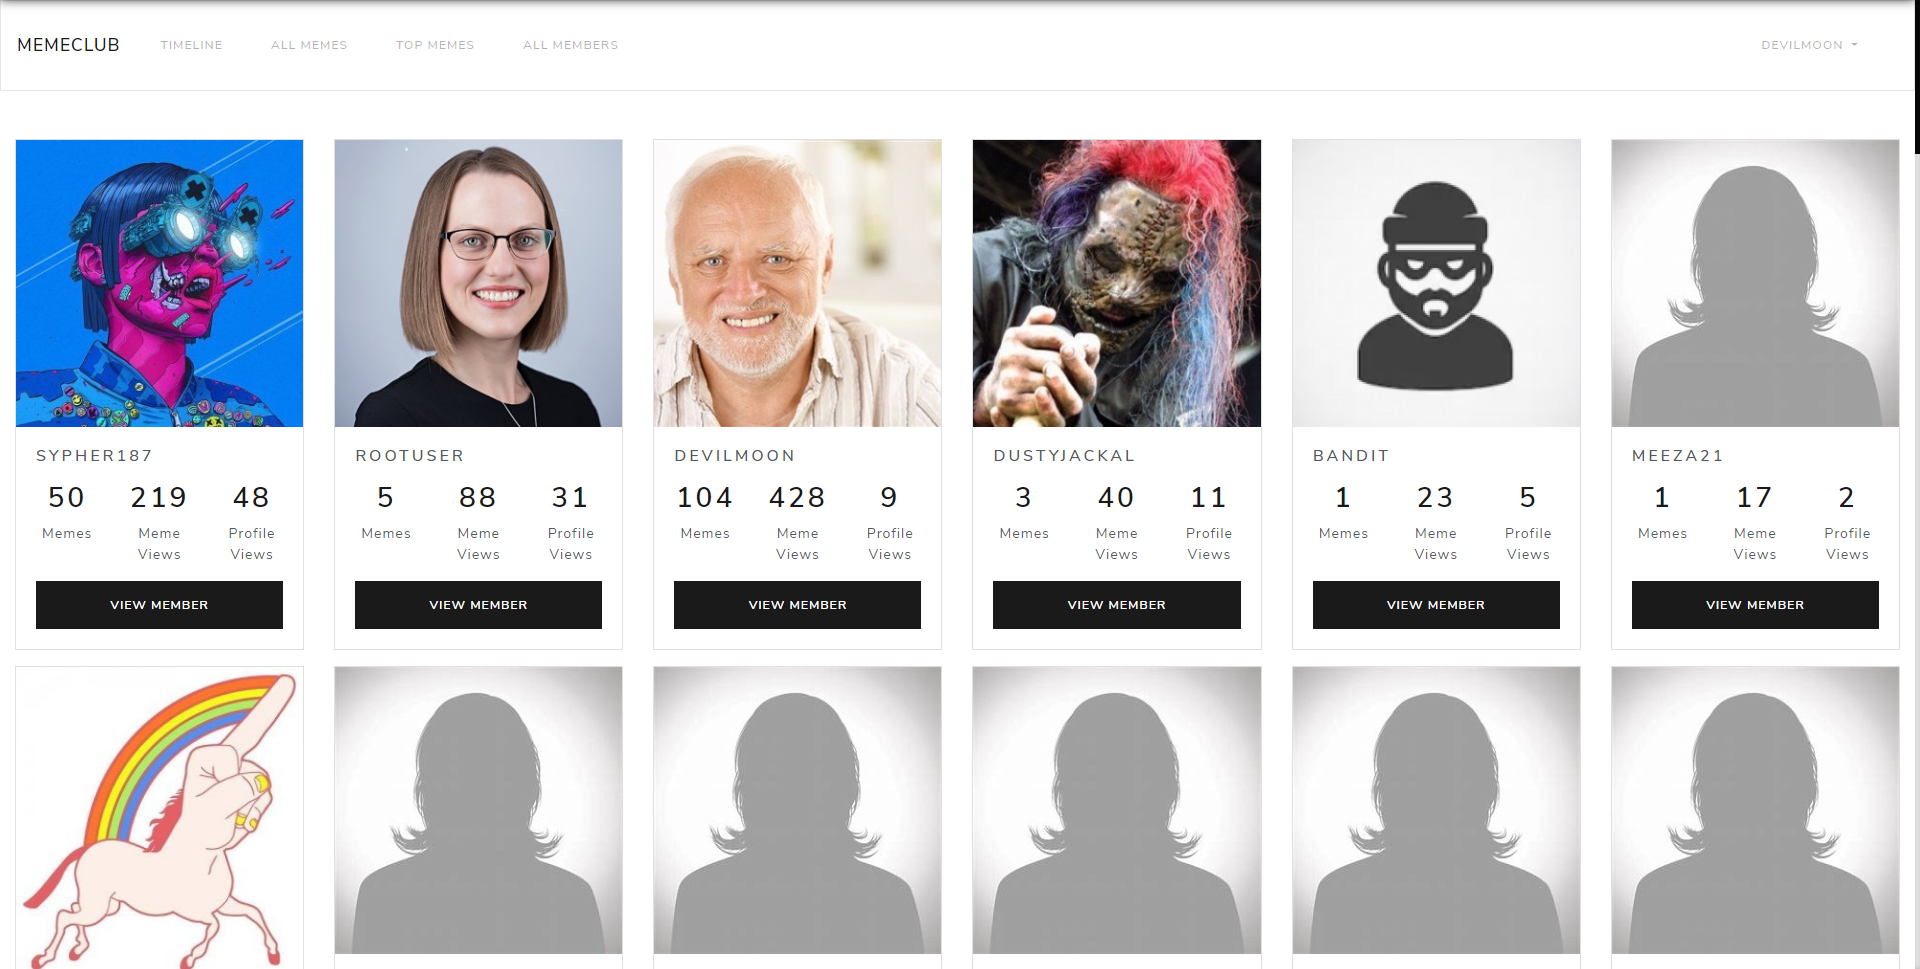 MEMECLUB TIMELINE ALL MEMES TOP MEMES ALL MEMBERS DEVILMOON
SYPHER187
50 219 48
Memes Meme Profile
Views Views
VIEW MEMBER
ROOTUSER
5 88 31
Memes Meme Profile
Views Views
VIEW MEMBER
DEVILMOON
104 428 9
Memes Meme Profile
Views Views
VIEW MEMBER
DUSTYJACKAL
3 40 11
Memes Meme Profile
Views Views
VIEW MEMBER
BANDIT
1 23 5
Memes Meme Profile
Views Views
VIEW MEMBER
MEEZA21
1 17 2
Memes Meme Profile
Views Views
VIEW MEMBER